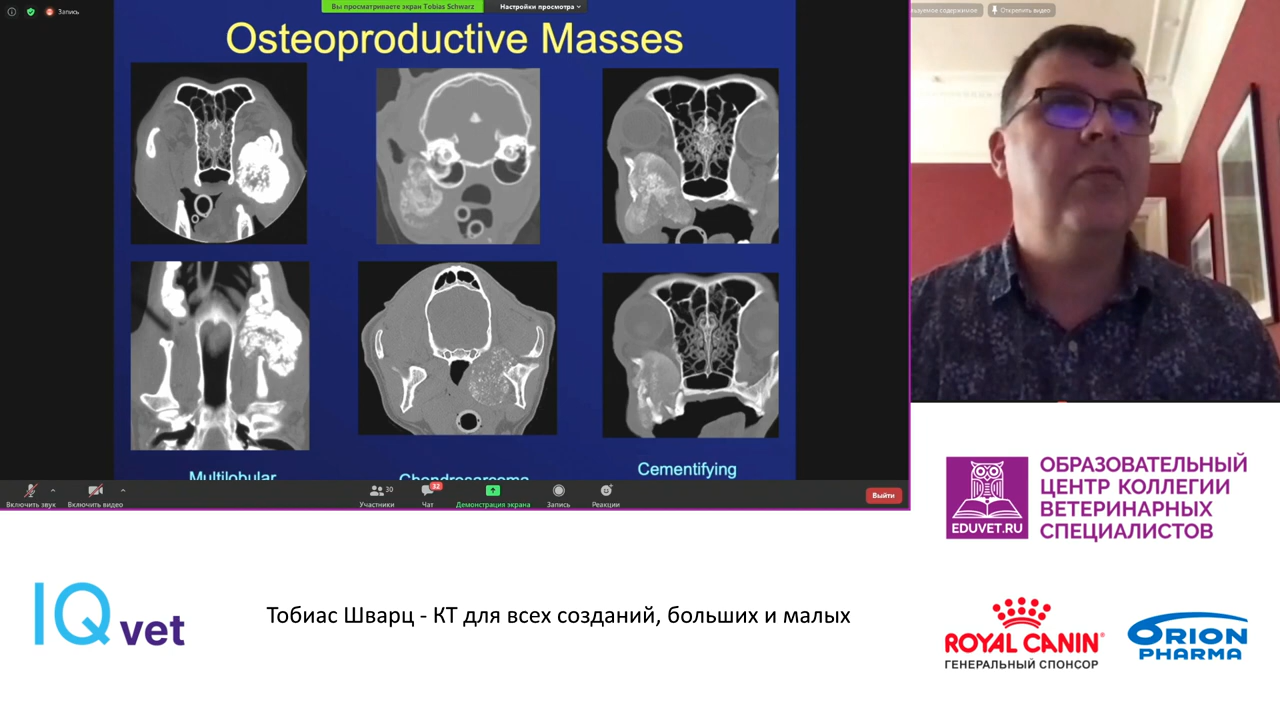 Запись
Вы просматриваете экран Tobias Schwarz
Настройки просмотра
содержимое
Открепить видео
Osteoproductive Masses
Multilobular
Chondrosarcoma
Cementifying
Включить звук
Включить видео
30
Участники
32
Чат
Демонстрация экрана
Запись
Реакции
Выйти
ОБРАЗОВАТЕЛЬНЫЙ
ЦЕНТР КОЛЛЕГИИ
ВЕТЕРИНАРНЫХ
СПЕЦИАЛИСТОВ
EDUVET.RU
IQ vet
Тобиас Шварц - КТ для всех созданий, больших и малых
ROYAL CANIN
ГЕНЕРАЛЬНЫЙ СПОНСОР
ORION
PHARMA